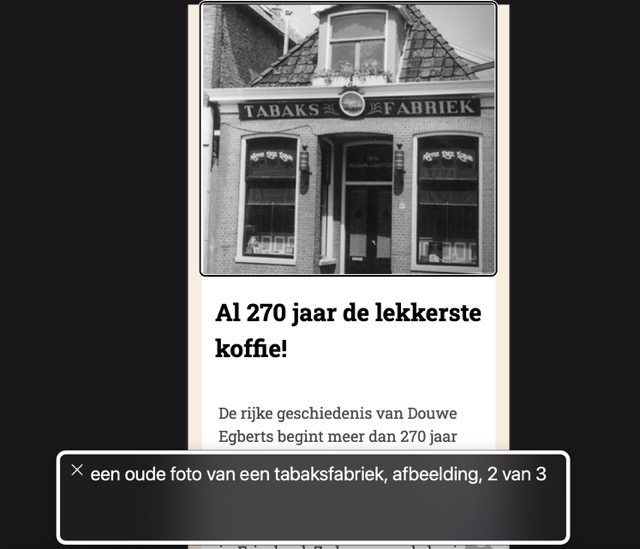 TABAKS FABRIEK
Al 270 jaar de lekkerste
koffie!
De rijke geschiedenis van Douwe
Egberts begint meer dan 270 jaar
een oude foto van een tabaksfabriek, afbeelding, 2 van 3